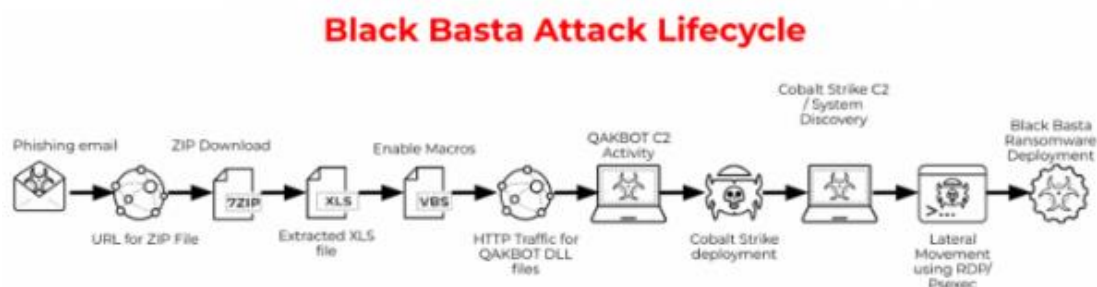 Black Basta Attack Lifecycle
Phishing email
URL for ZIP File
ZIP Download
7ZIP
XLS
Extracted XLS
file
Enable Macros
VBS
HTTP Traffic for
QAKBOT DLL
files
QAKBOT C2
Activity
Cobalt Strike
deployment
Cobalt Strike C2
/ System
Discovery
>_...
Lateral
Movement
using RDP/
Psexec
Black Basta
Ransomware
Deployment